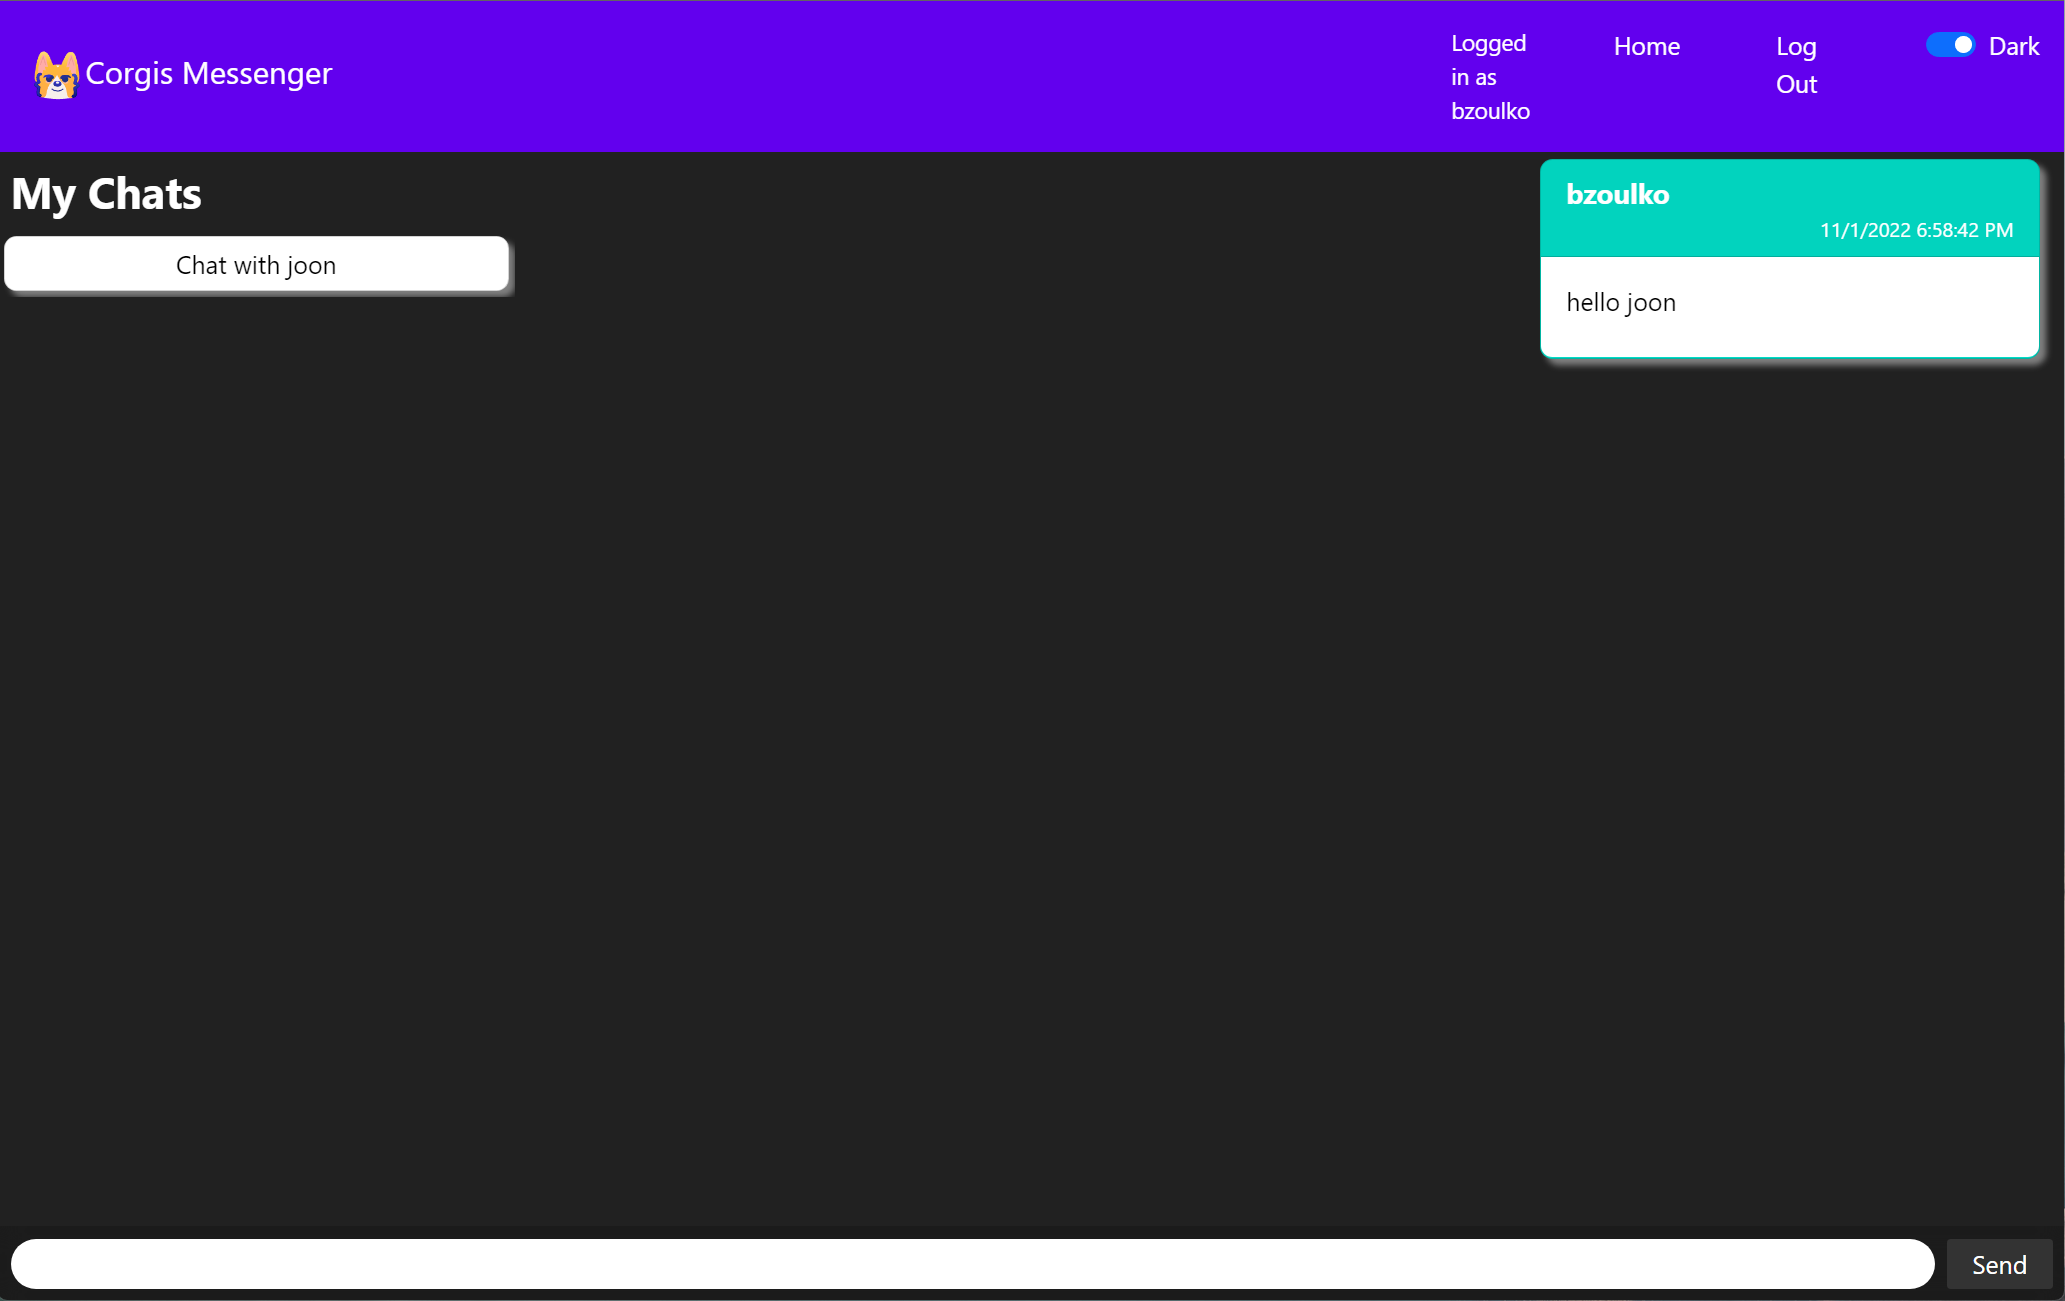 Corgis Messenger
Logged
in as
bzoulko
Home
Log
Out
Dark
My Chats
Chat with joon
bzoulko
11/1/2022 6:58:42 PM
hello joon
Send